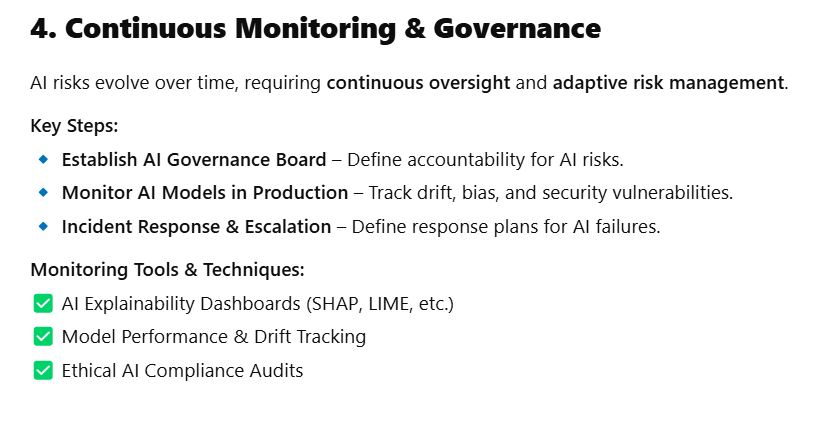 4. Continuous Monitoring & Governance
AI risks evolve over time, requiring continuous oversight and adaptive risk management.
Key Steps:
🔹 Establish AI Governance Board – Define accountability for AI risks.
🔹 Monitor AI Models in Production – Track drift, bias, and security vulnerabilities.
🔹 Incident Response & Escalation – Define response plans for AI failures.
Monitoring Tools & Techniques:
✅ AI Explainability Dashboards (SHAP, LIME, etc.)
✅ Model Performance & Drift Tracking
✅ Ethical AI Compliance Audits